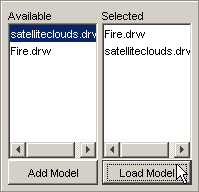 Available Selected
satelliteclouds.drw Fire.drw
Fire.drw satelliteclouds.drw
Add Model Load Model